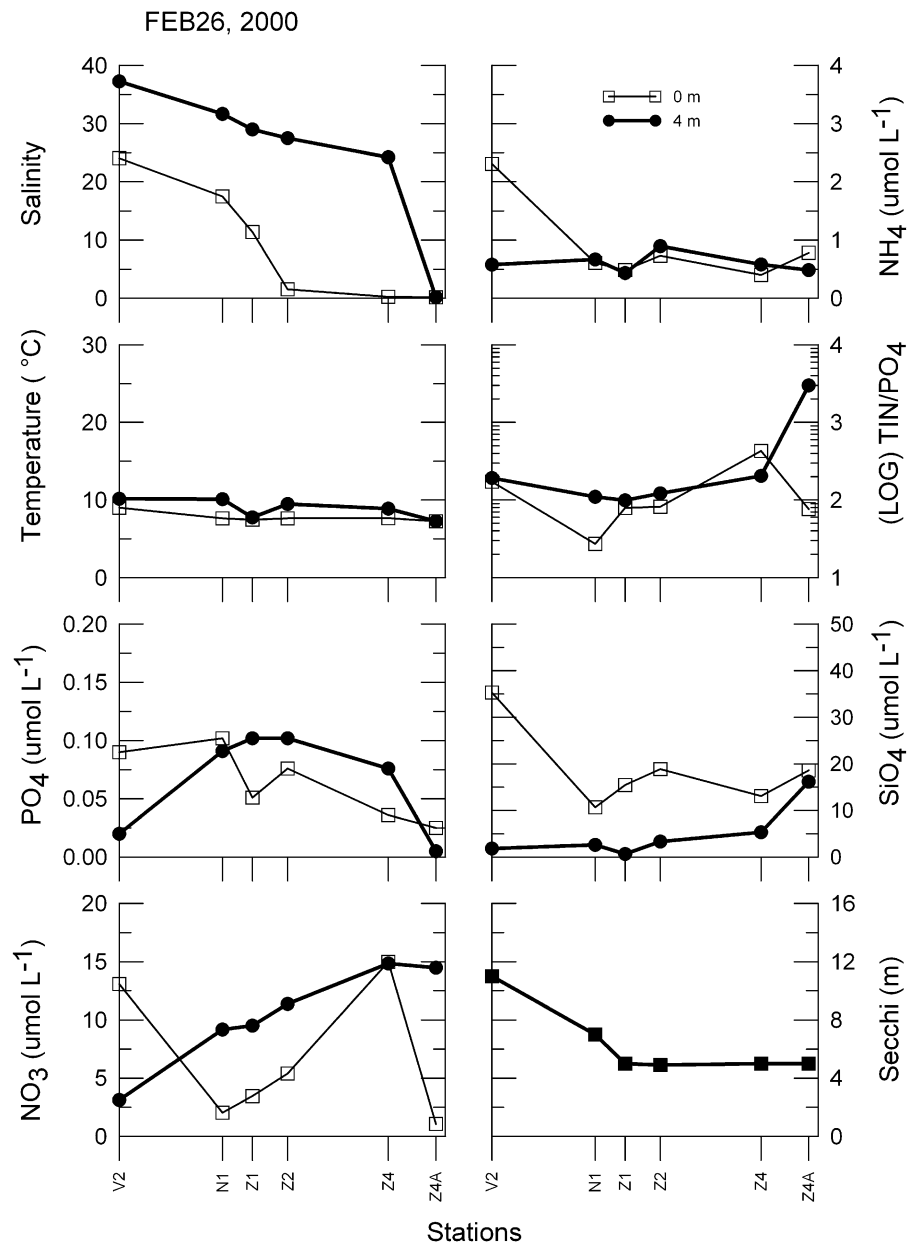 FEB26, 2000
40
30
20
10
0
Salinity
4
3
2
1
0
NH4 (umol L-1)
0 m
4 m
30
20
10
0
Temperature ( °C)
4
3
2
1
(LOG) TIN/PO4
0.20
0.15
0.10
0.05
0.00
PO4 (umol L-1)
50
40
30
20
10
0
SiO4 (umol L-1)
20
15
10
5
0
NO3 (umol L-1)
16
12
8
4
0
Secchi (m)
V2 N1 Z1 Z2 Z4 Z4A
V2 N1 Z1 Z2 Z4 Z4A
Stations